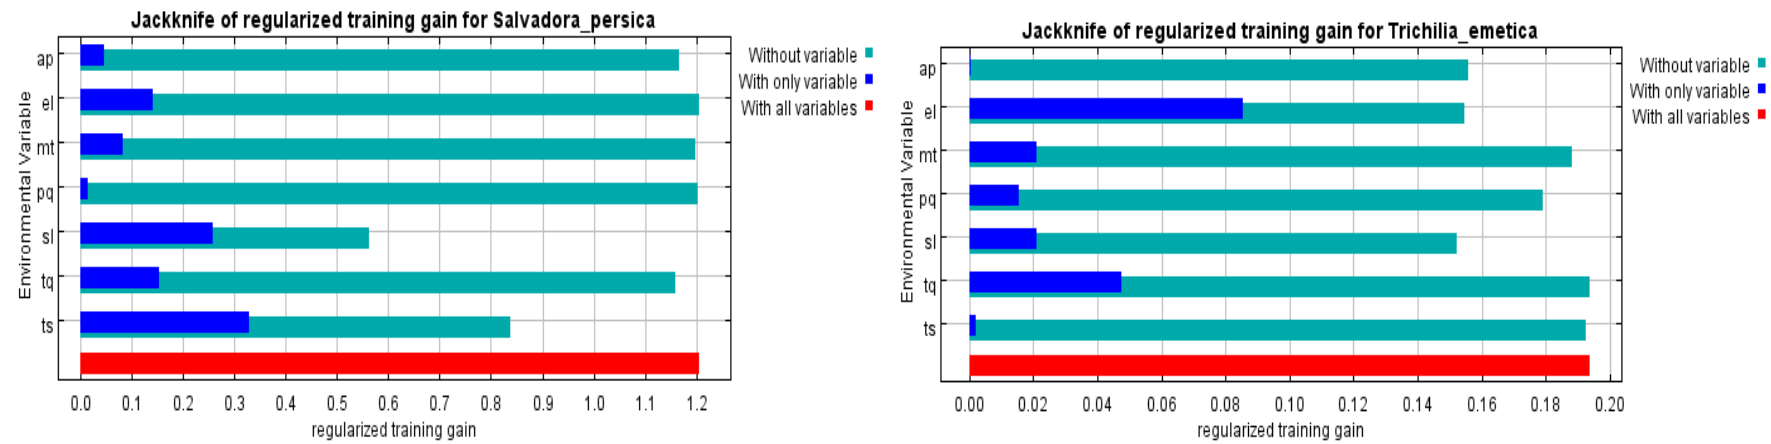 Jackknife of regularized training gain for Salvadora_persica
Without variable
With only variable
With all variables
Environmental Variable
ap
el
mt
pq
sl
tq
ts
0.0 0.1 0.2 0.3 0.4 0.5 0.6 0.7 0.8 0.9 1.0 1.1 1.2
regularized training gain
Jackknife of regularized training gain for Trichilia_emetica
Without variable
With only variable
With all variables
Environmental Variable
ap
el
mt
pq
sl
tq
ts
0.00 0.02 0.04 0.06 0.08 0.10 0.12 0.14 0.16 0.18 0.20
regularized training gain